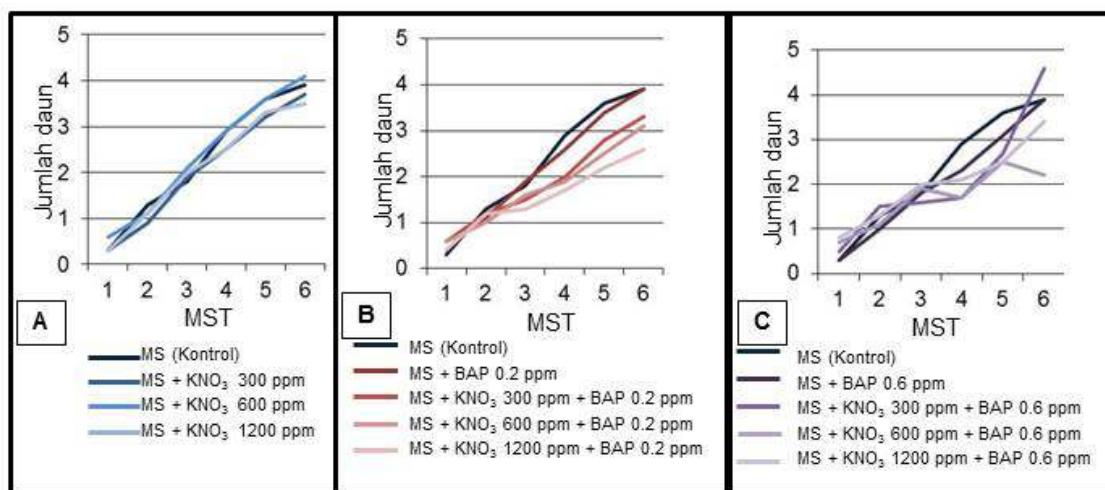 5
4
3
2
1
0
Jumlah daun
1 2 3 4 5 6
MST
A
MS (Kontrol)
MS + KNO₃ 300 ppm
MS + KNO₃ 600 ppm
MS + KNO₃ 1200 ppm
5
4
3
2
1
0
Jumlah daun
1 2 3 4 5 6
MST
B
MS (Kontrol)
MS + BAP 0.2 ppm
MS + KNO₃ 300 ppm + BAP 0.2 ppm
MS + KNO₃ 600 ppm + BAP 0.2 ppm
MS + KNO₃ 1200 ppm + BAP 0.2 ppm
5
4
3
2
1
0
Jumlah daun
1 2 3 4 5 6
MST
C
MS (Kontrol)
MS + BAP 0.6 ppm
MS + KNO₃ 300 ppm + BAP 0.6 ppm
MS + KNO₃ 600 ppm + BAP 0.6 ppm
MS + KNO₃ 1200 ppm + BAP 0.6 ppm